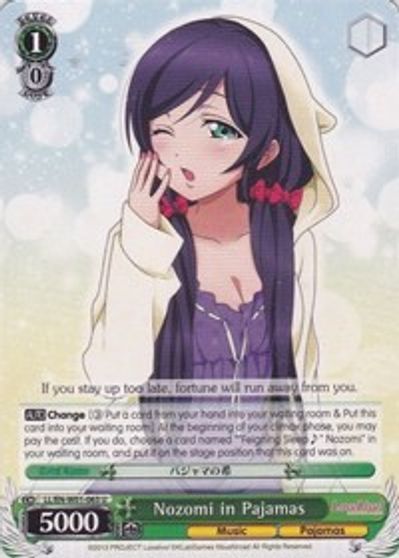 1
0
If you stay up too late, fortune will run away from you.
Change [③ Put a card from your hand into your waiting room & Put this
card into your waiting room] At the beginning of your climax phase, you may
pay the cost. If you do, choose a card named "“Feigning Sleep♪” Nozomi" in
your waiting room, and put it on the stage position that this card was on.
Card Name
パジャマの希
5000
Nozomi in Pajamas
Music
Pajamas